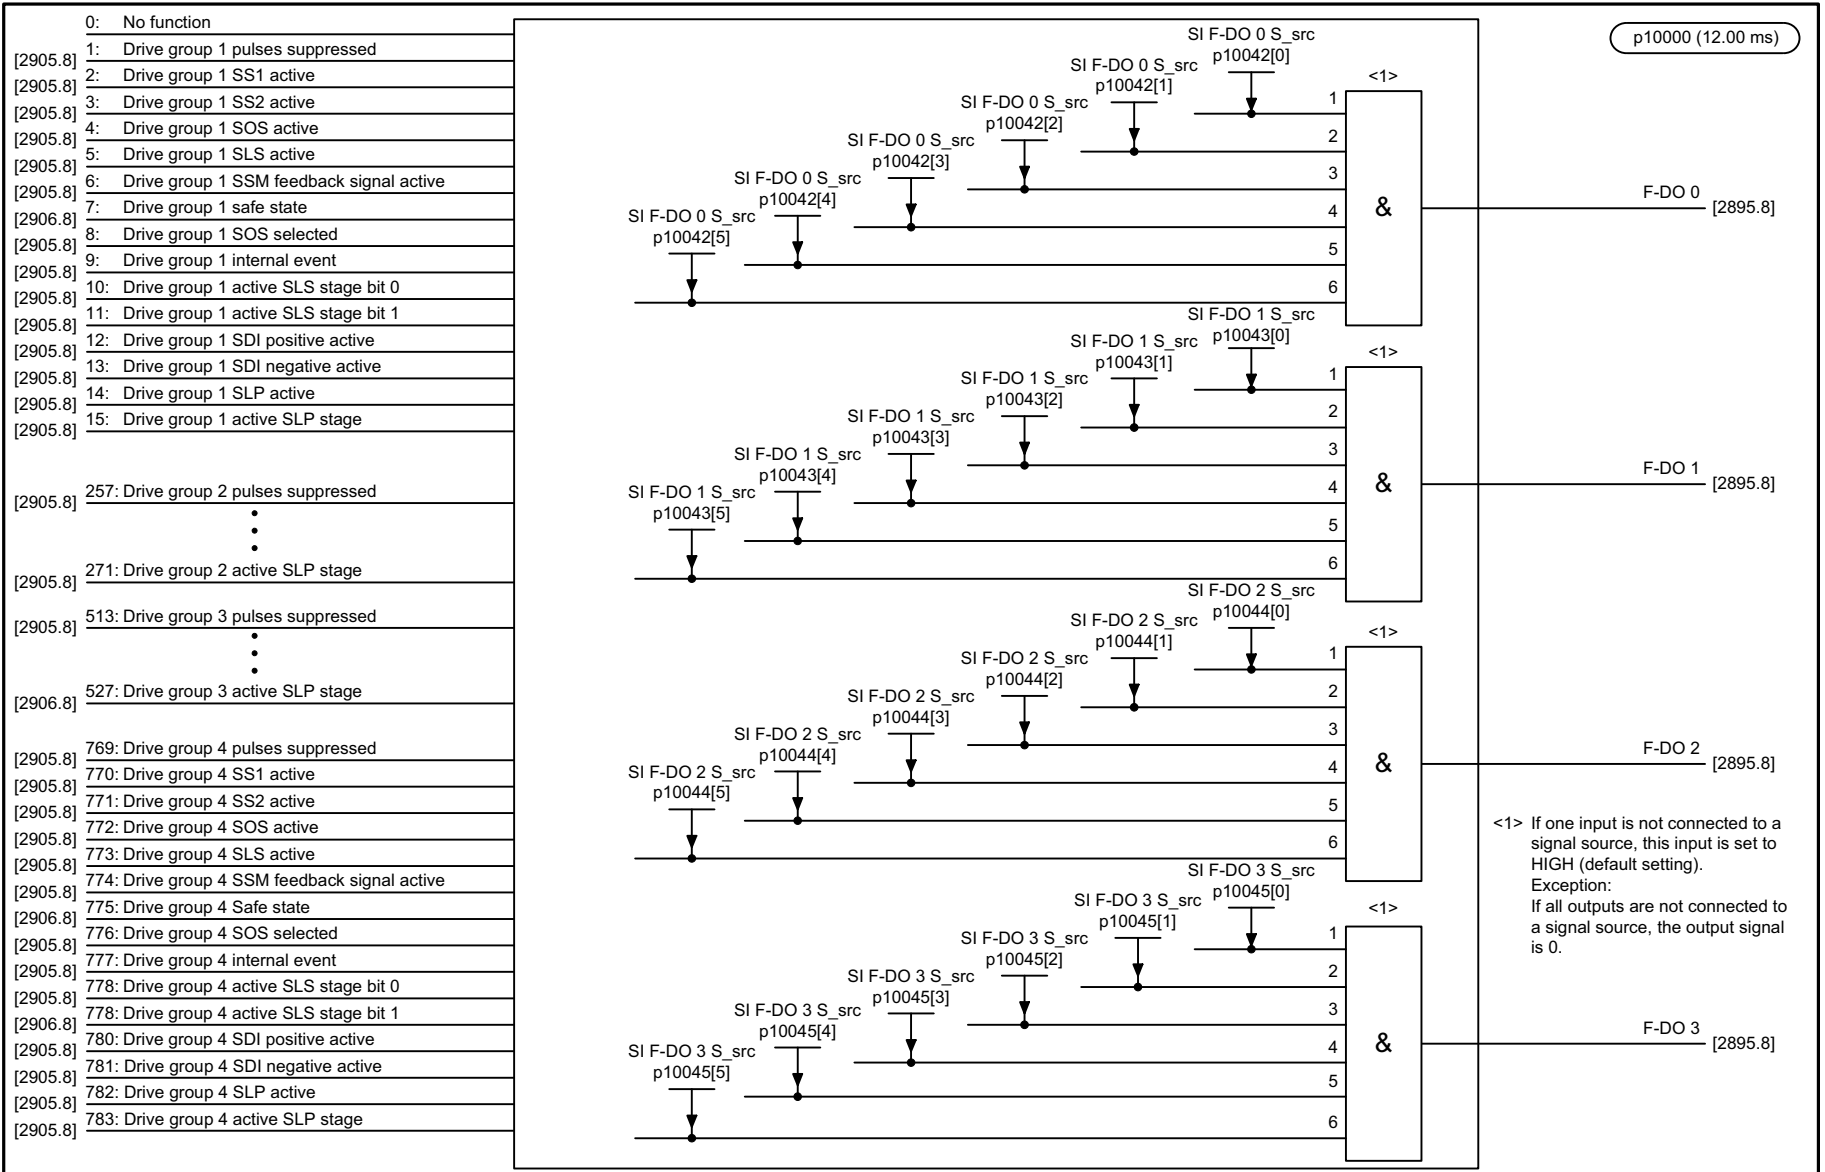 0: No function
[2905.8] 1: Drive group 1 pulses suppressed
[2905.8] 2: Drive group 1 SS1 active
[2905.8] 3: Drive group 1 SS2 active
[2905.8] 4: Drive group 1 SOS active
[2905.8] 5: Drive group 1 SLS active
[2905.8] 6: Drive group 1 SSM feedback signal active
[2906.8] 7: Drive group 1 safe state
[2905.8] 8: Drive group 1 SOS selected
[2905.8] 9: Drive group 1 internal event
[2905.8] 10: Drive group 1 active SLS stage bit 0
[2905.8] 11: Drive group 1 active SLS stage bit 1
[2905.8] 12: Drive group 1 SDI positive active
[2905.8] 13: Drive group 1 SDI negative active
[2905.8] 14: Drive group 1 SLP active
[2905.8] 15: Drive group 1 active SLP stage
[2905.8] 257: Drive group 2 pulses suppressed
[2905.8] 271: Drive group 2 active SLP stage
[2905.8] 513: Drive group 3 pulses suppressed
[2906.8] 527: Drive group 3 active SLP stage
[2905.8] 769: Drive group 4 pulses suppressed
[2905.8] 770: Drive group 4 SS1 active
[2905.8] 771: Drive group 4 SS2 active
[2905.8] 772: Drive group 4 SOS active
[2905.8] 773: Drive group 4 SLS active
[2905.8] 774: Drive group 4 SSM feedback signal active
[2906.8] 775: Drive group 4 Safe state
[2905.8] 776: Drive group 4 SOS selected
[2905.8] 777: Drive group 4 internal event
[2905.8] 778: Drive group 4 active SLS stage bit 0
[2906.8] 778: Drive group 4 active SLS stage bit 1
[2905.8] 780: Drive group 4 SDI positive active
[2905.8] 781: Drive group 4 SDI negative active
[2905.8] 782: Drive group 4 SLP active
[2905.8] 783: Drive group 4 active SLP stage
SI F-DO 0 S_src
p10042[0]
SI F-DO 0 S_src
p10042[1]
SI F-DO 0 S_src
p10042[2]
SI F-DO 0 S_src
p10042[3]
SI F-DO 0 S_src
p10042[4]
SI F-DO 0 S_src
p10042[5]
<1>
1
2
3
4
5
6
&
F-DO 0
[2895.8]
SI F-DO 1 S_src
p10043[0]
SI F-DO 1 S_src
p10043[1]
SI F-DO 1 S_src
p10043[2]
SI F-DO 1 S_src
p10043[3]
SI F-DO 1 S_src
p10043[4]
SI F-DO 1 S_src
p10043[5]
<1>
1
2
3
4
5
6
&
F-DO 1
[2895.8]
SI F-DO 2 S_src
p10044[0]
SI F-DO 2 S_src
p10044[1]
SI F-DO 2 S_src
p10044[2]
SI F-DO 2 S_src
p10044[3]
SI F-DO 2 S_src
p10044[4]
SI F-DO 2 S_src
p10044[5]
<1>
1
2
3
4
5
6
&
F-DO 2
[2895.8]
SI F-DO 3 S_src
p10045[0]
SI F-DO 3 S_src
p10045[1]
SI F-DO 3 S_src
p10045[2]
SI F-DO 3 S_src
p10045[3]
SI F-DO 3 S_src
p10045[4]
SI F-DO 3 S_src
p10045[5]
<1>
1
2
3
4
5
6
&
F-DO 3
[2895.8]
p10000 (12.00 ms)
<1> If one input is not connected to a
signal source, this input is set to
HIGH (default setting).
Exception:
If all outputs are not connected to
a signal source, the output signal
is 0.